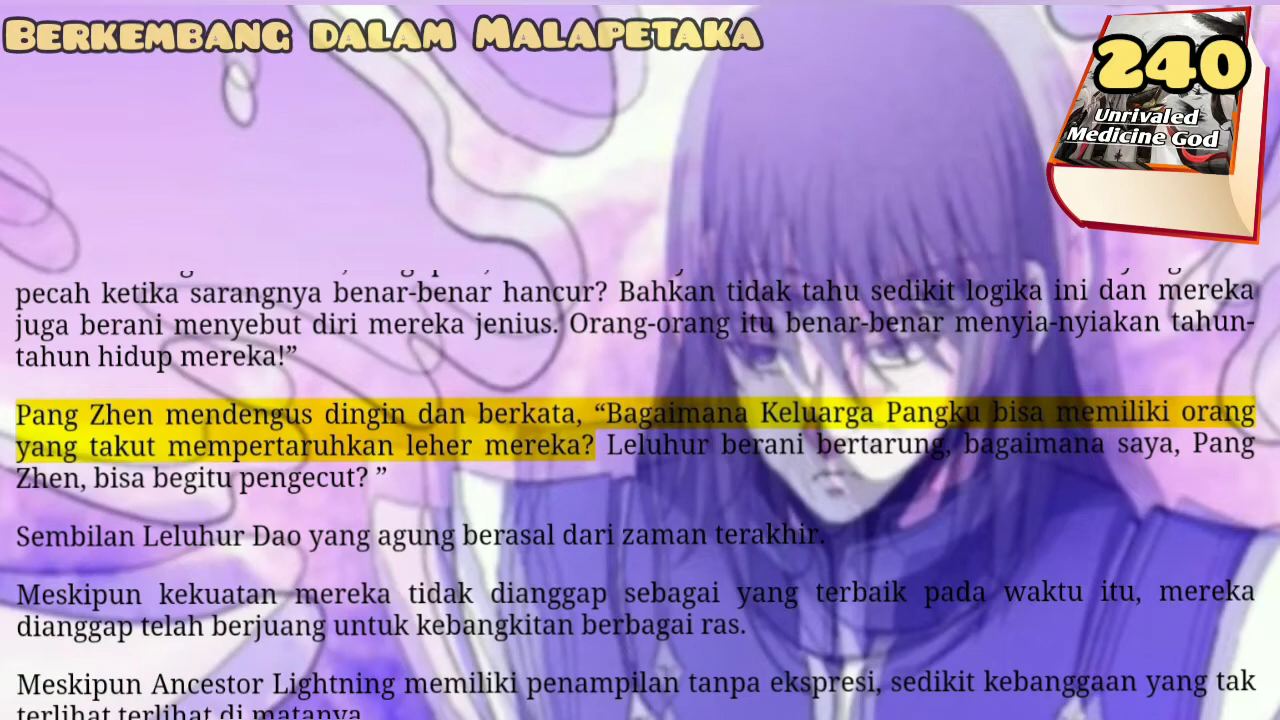 Berkembang dalam Malapetaka
240
Unrivaled
Medicine God
pecah ketika sarangnya benar-benar hancur? Bahkan tidak tahu sedikit logika ini dan mereka
juga berani menyebut diri mereka jenius. Orang-orang itu benar-benar menyia-nyiakan tahun-
tahun hidup mereka!”
Pang Zhen mendengus dingin dan berkata, “Bagaimana Keluarga Pangku bisa memiliki orang
yang takut mempertaruhkan leher mereka? Leluhur berani bertarung, bagaimana saya, Pang
Zhen, bisa begitu pengecut? ”
Sembilan Leluhur Dao yang agung berasal dari zaman terakhir.
Meskipun kekuatan mereka tidak dianggap sebagai yang terbaik pada waktu itu, mereka
dianggap telah berjuang untuk kebangkitan berbagai ras.
Meskipun Ancestor Lightning memiliki penampilan tanpa ekspresi, sedikit kebanggaan yang tak
terlihat terlihat di matanya